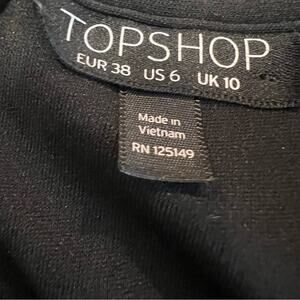 TOPSHOP
EUR 38 US 6 UK 10
Made in
Vietnam
RN 125149